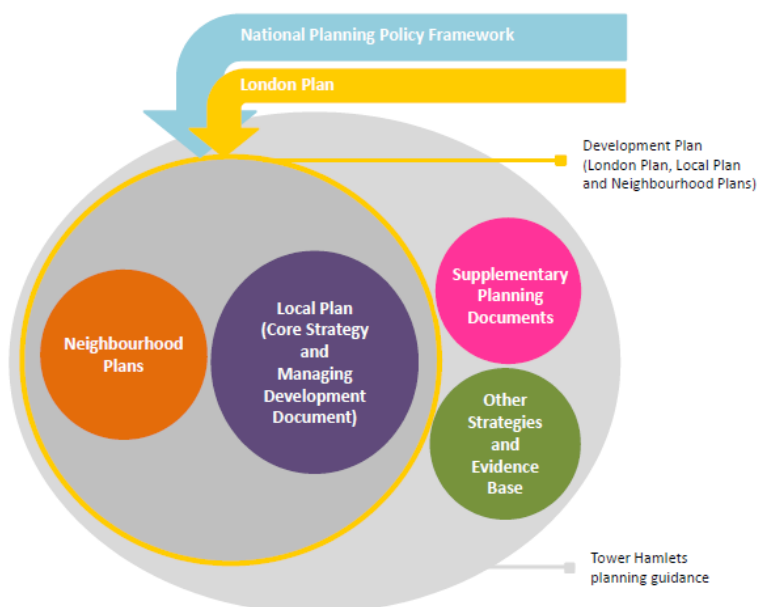 National Planning Policy Framework
London Plan
Development Plan
(London Plan, Local Plan
and Neighbourhood Plans)
Supplementary
Planning
Documents
Local Plan
(Core Strategy
and
Managing
Development
Document)
Neighbourhood
Plans
Other
Strategies
and
Evidence
Base
Tower Hamlets
planning guidance